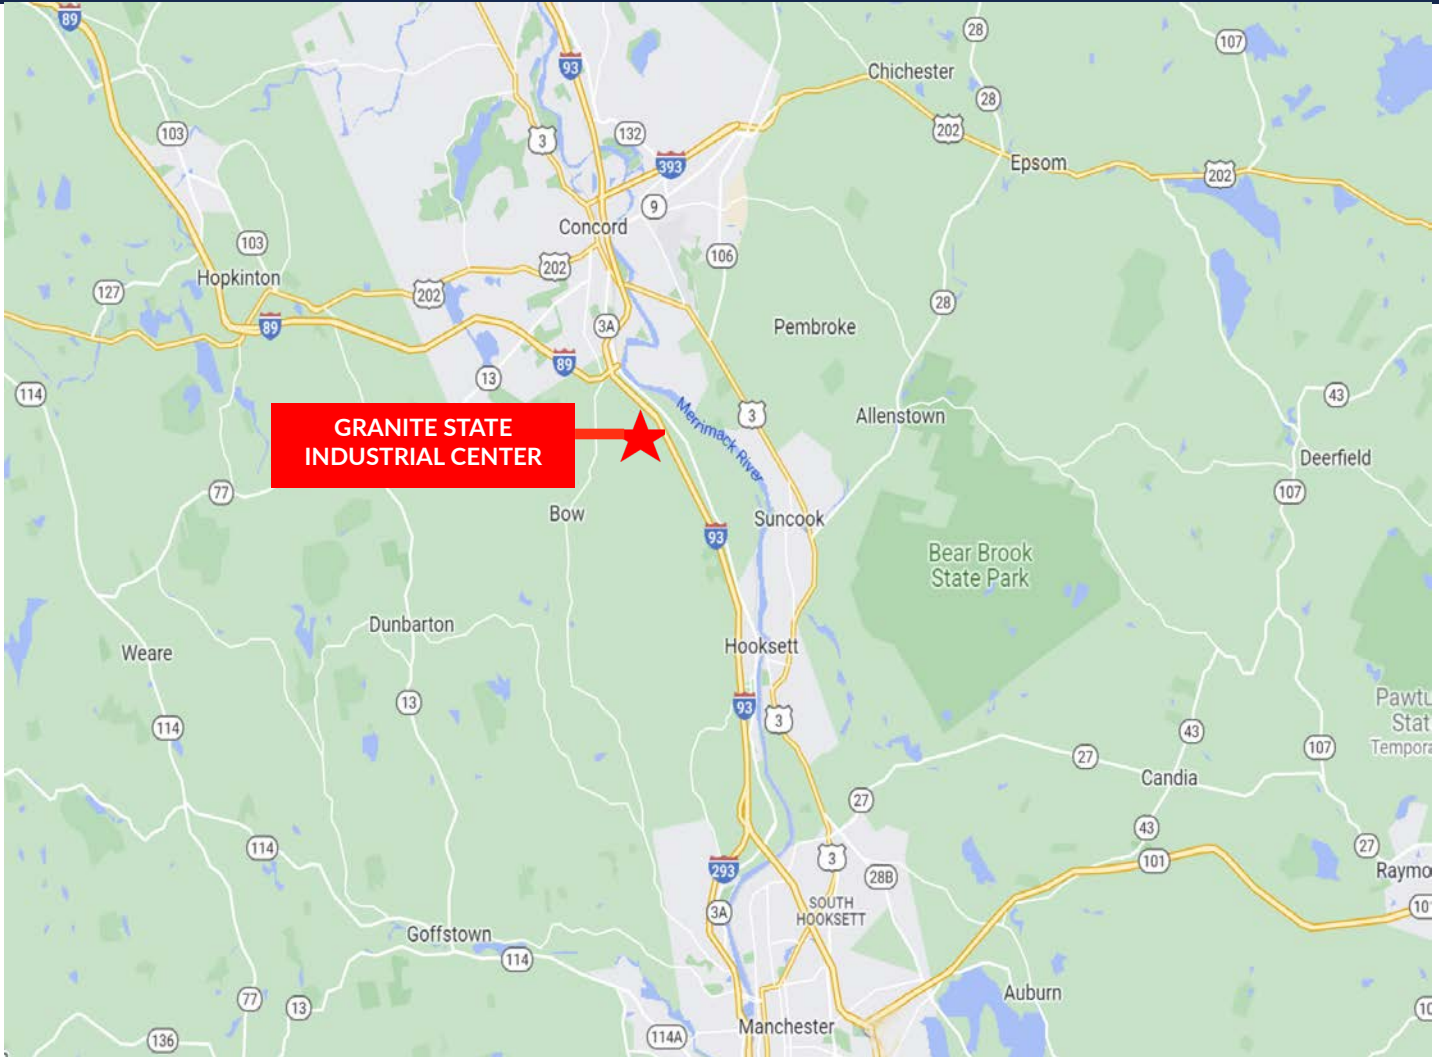 89
93
28
107
Chichester
28
103
3
132
202
393
Epsom
202
9
Concord
103
106
202
Hopkinton
127
202
28
89
3A
Pembroke
89
13
114
43
3
Allenstown
GRANITE STATE
INDUSTRIAL CENTER
Merrimack River
Deerfield
77
107
Bow
Suncook
93
Bear Brook
State Park
Dunbarton
Weare
Hooksett
13
93
3
114
43
107
27
Candia
27
43
114
3
27
101
293
28B
3A
SOUTH
HOOKSETT
Goffstown
114
Auburn
77
13
Manchester
114A
136